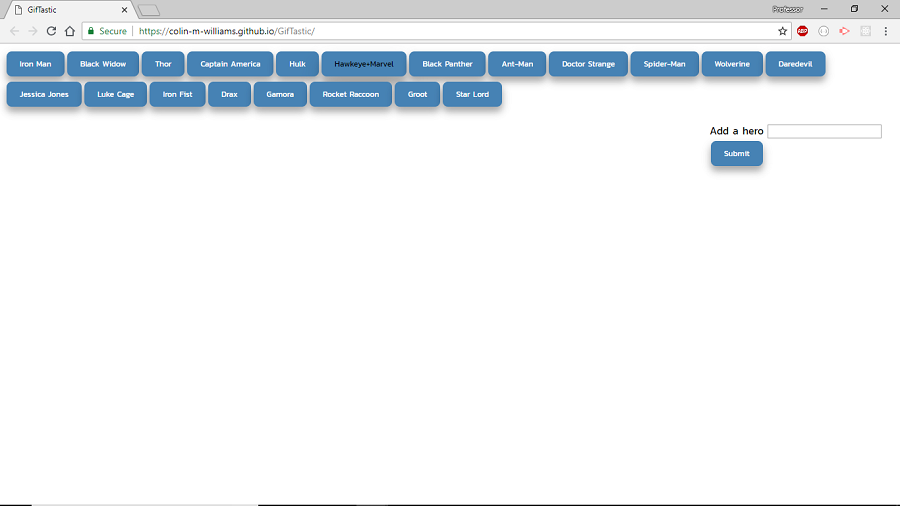 GifTastic
Professor
Secure https://colin-m-williams.github.io/GifTastic/
ABP
Iron Man Black Widow Thor Captain America Hulk Hawkeye+Marvel Black Panther Ant-Man Doctor Strange Spider-Man Wolverine Daredevil
Jessica Jones Luke Cage Iron Fist Drax Gamora Rocket Raccoon Groot Star Lord
Add a hero
Submit